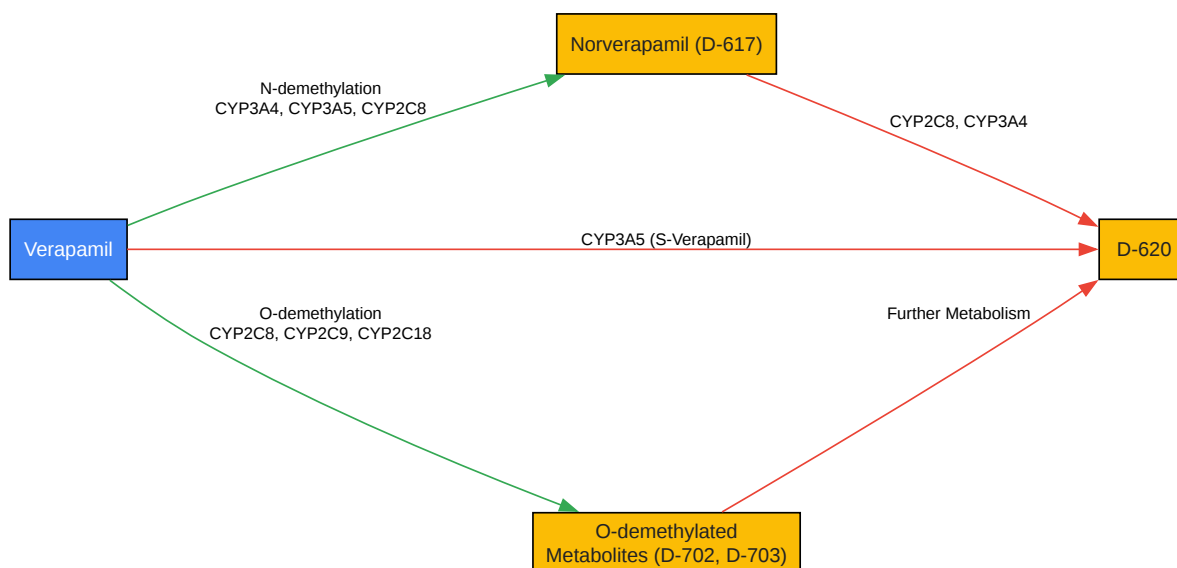 Norverapamil (D-617)
N-demethylation
CYP3A4, CYP3A5, CYP2C8
CYP2C8, CYP3A4
Verapamil
CYP3A5 (S-Verapamil)
D-620
O-demethylation
CYP2C8, CYP2C9, CYP2C18
Further Metabolism
O-demethylated
Metabolites (D-702, D-703)